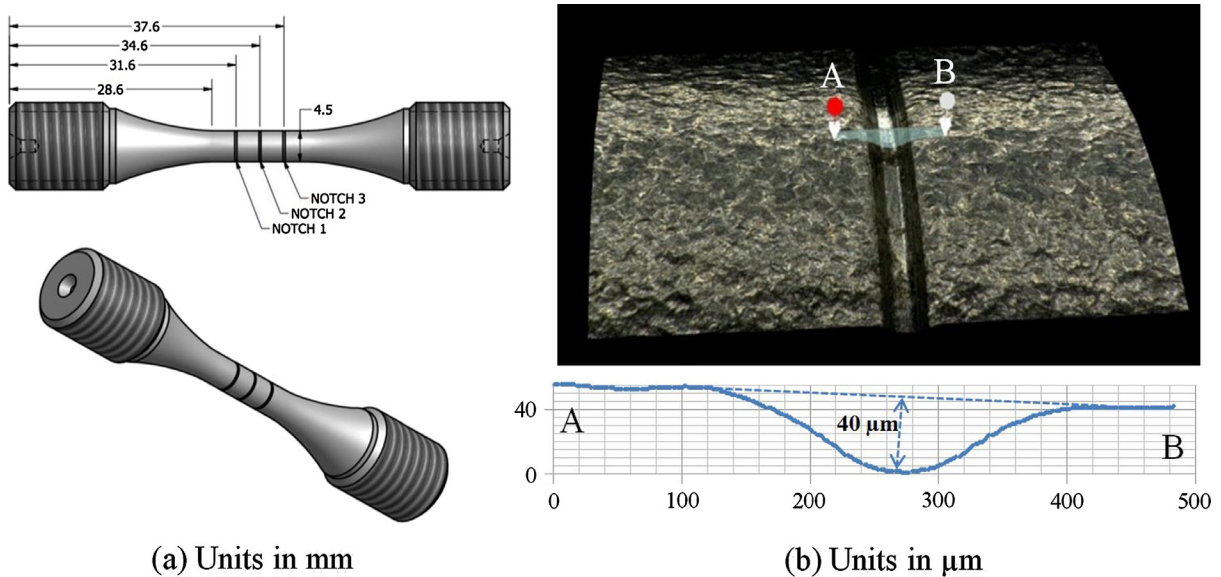 37.6
34.6
31.6
28.6
4.5
NOTCH 3
NOTCH 2
NOTCH 1
(a) Units in mm
A
B
40
0
A
40 µm
B
0
100
200
300
400
500
(b) Units in µm